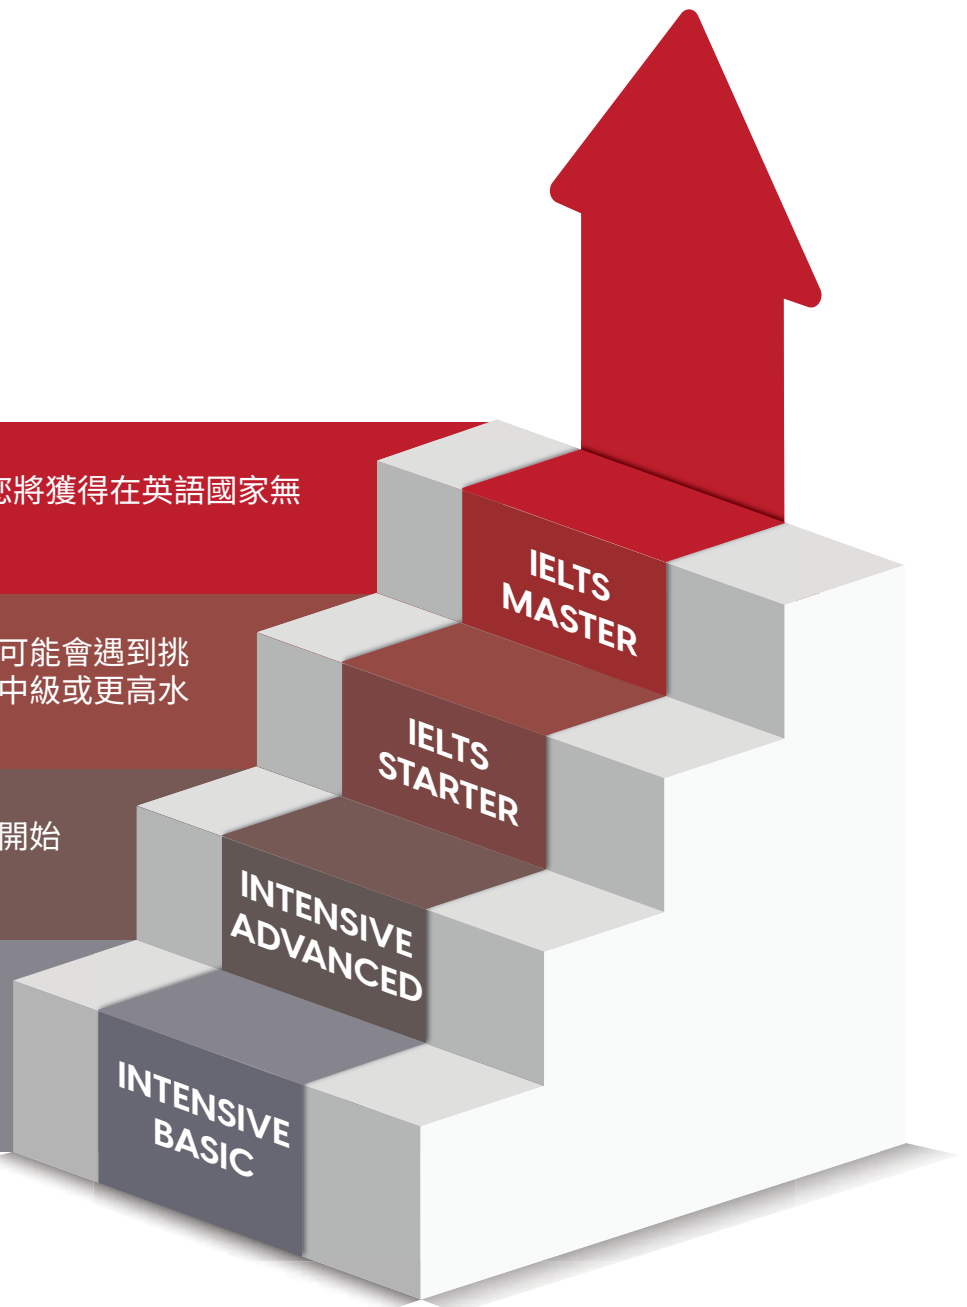 您將獲得在英語國家無
IELTS
MASTER
可能會遇到挑
中級或更高水
IELTS
STARTER
開始
INTENSIVE
ADVANCED
INTENSIVE
BASIC